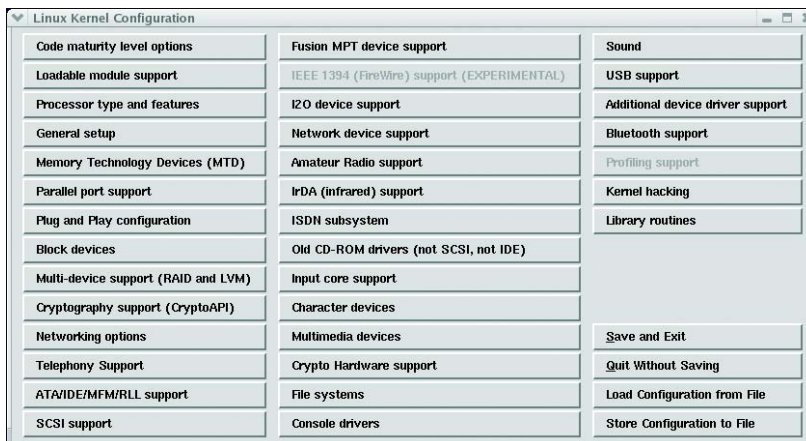 Linux Kernel Configuration
Code maturity level options
Loadable module support
Processor type and features
General setup
Memory Technology Devices (MTD)
Parallel port support
Plug and Play configuration
Block devices
Multi-device support (RAID and LVM)
Cryptography support (CryptoAPI)
Networking options
Telephony Support
ATA/IDE/MFM/RLL support
SCSI support
Fusion MPT device support
IEEE 1394 (FireWire) support (EXPERIMENTAL)
I2O device support
Network device support
Amateur Radio support
IrDA (infrared) support
ISDN subsystem
Old CD-ROM drivers (not SCSI, not IDE)
Input core support
Character devices
Multimedia devices
Crypto Hardware support
File systems
Console drivers
Sound
USB support
Additional device driver support
Bluetooth support
Profiling support
Kernel hacking
Library routines
Save and Exit
Quit Without Saving
Load Configuration from File
Store Configuration to File